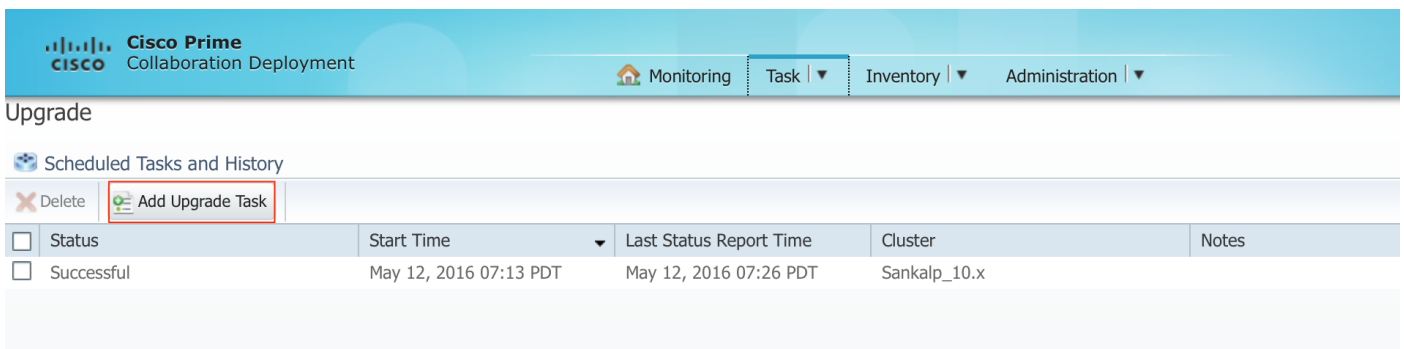 Cisco Prime
CISCO Collaboration Deployment
Monitoring Task Inventory Administration
Upgrade
Scheduled Tasks and History
Delete Add Upgrade Task
Status Start Time Last Status Report Time Cluster Notes
Successful May 12, 2016 07:13 PDT May 12, 2016 07:26 PDT Sankalp_10.x